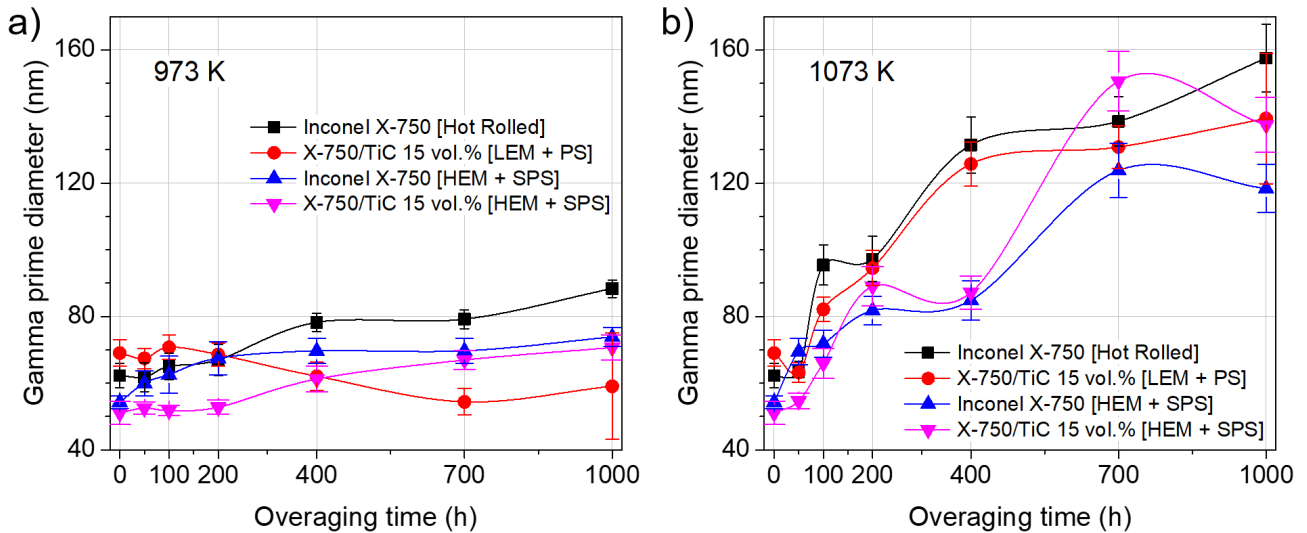 a)
160
120
80
40
Gamma prime diameter (nm)
973 K
Inconel X-750 [Hot Rolled]
X-750/TiC 15 vol.% [LEM + PS]
Inconel X-750 [HEM + SPS]
X-750/TiC 15 vol.% [HEM + SPS]
0 100 200 400 700 1000
Overaging time (h)
b)
160
120
80
40
Gamma prime diameter (nm)
1073 K
Inconel X-750 [Hot Rolled]
X-750/TiC 15 vol.% [LEM + PS]
Inconel X-750 [HEM + SPS]
X-750/TiC 15 vol.% [HEM + SPS]
0 100 200 400 700 1000
Overaging time (h)